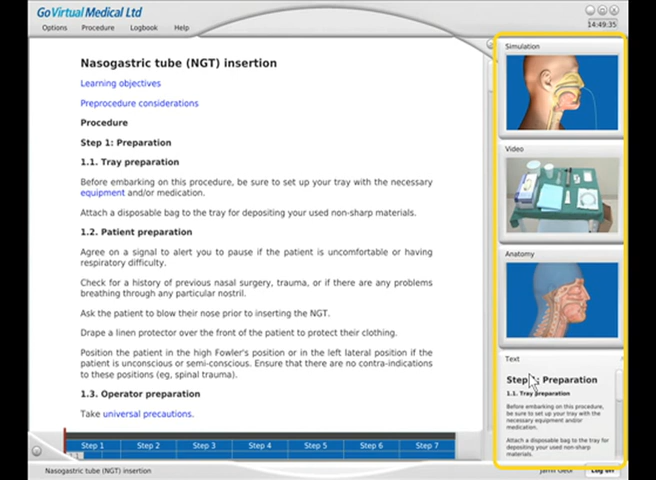 GoVirtual Medical Ltd
Options Procedure Logbook Help
14:49:35
Nasogastric tube (NGT) insertion
Learning objectives
Preprocedure considerations
Procedure
Step 1: Preparation
1.1. Tray preparation
Before embarking on this procedure, be sure to set up your tray with the necessary
equipment and/or medication.
Attach a disposable bag to the tray for depositing your used non-sharp materials.
1.2. Patient preparation
Agree on a signal to alert you to pause if the patient is uncomfortable or having
respiratory difficulty.
Check for a history of previous nasal surgery, trauma, or if there are any problems
breathing through any particular nostril.
Ask the patient to blow their nose prior to inserting the NGT.
Drape a linen protector over the front of the patient to protect their clothing.
Position the patient in the high Fowler's position or in the left lateral position if the
patient is unconscious or semi-conscious. Ensure that there are no contra-indications
to these positions (eg, spinal trauma).
1.3. Operator preparation
Take universal precautions.
Simulation
Video
Anatomy
Text
Step 1: Preparation
1.1. Tray preparation
Before embarking on this procedure,
be sure to set up your tray with the
necessary equipment and/or
medication.
Attach a disposable bag to the tray for
depositing your used non-sharp
materials.
Step 1 Step 2 Step 3 Step 4 Step 5 Step 6 Step 7
Nasogastric tube (NGT) insertion
Log off